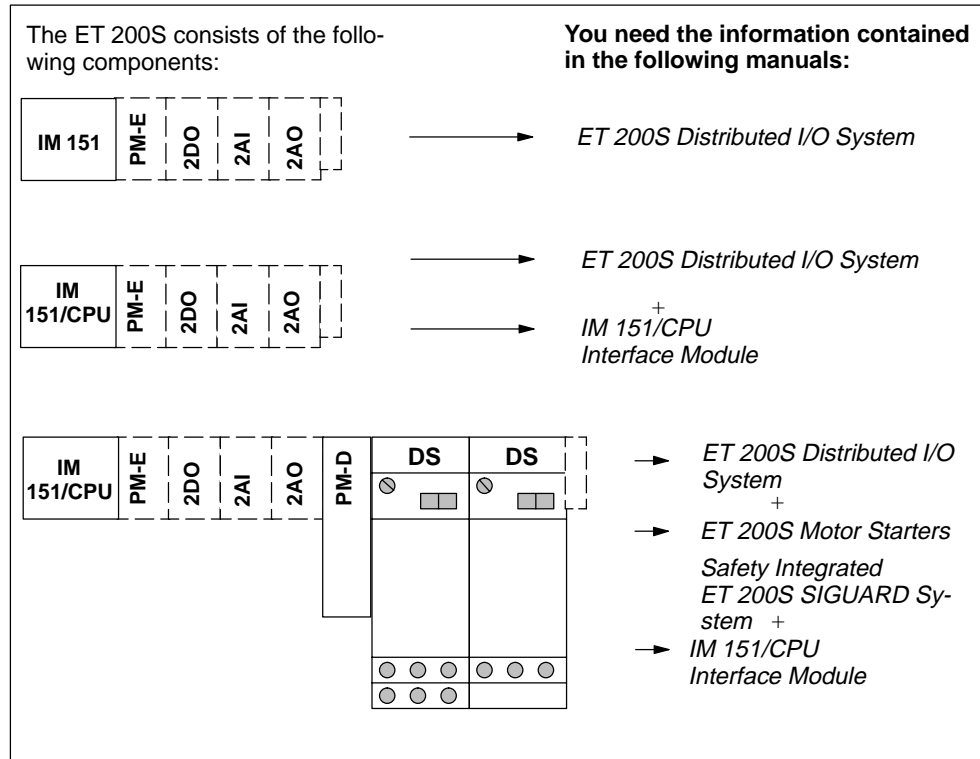 The ET 200S consists of the follo-
wing components:
You need the information contained
in the following manuals:
IM 151
PM-E
2DO
2AI
2AO
ET 200S Distributed I/O System
IM
151/CPU
PM-E
2DO
2AI
2AO
ET 200S Distributed I/O System
+
IM 151/CPU
Interface Module
IM
151/CPU
PM-E
2DO
2AI
2AO
PM-D
DS
DS
ET 200S Distributed I/O
System
+
ET 200S Motor Starters
Safety Integrated
ET 200S SIGUARD Sy-
stem +
IM 151/CPU
Interface Module